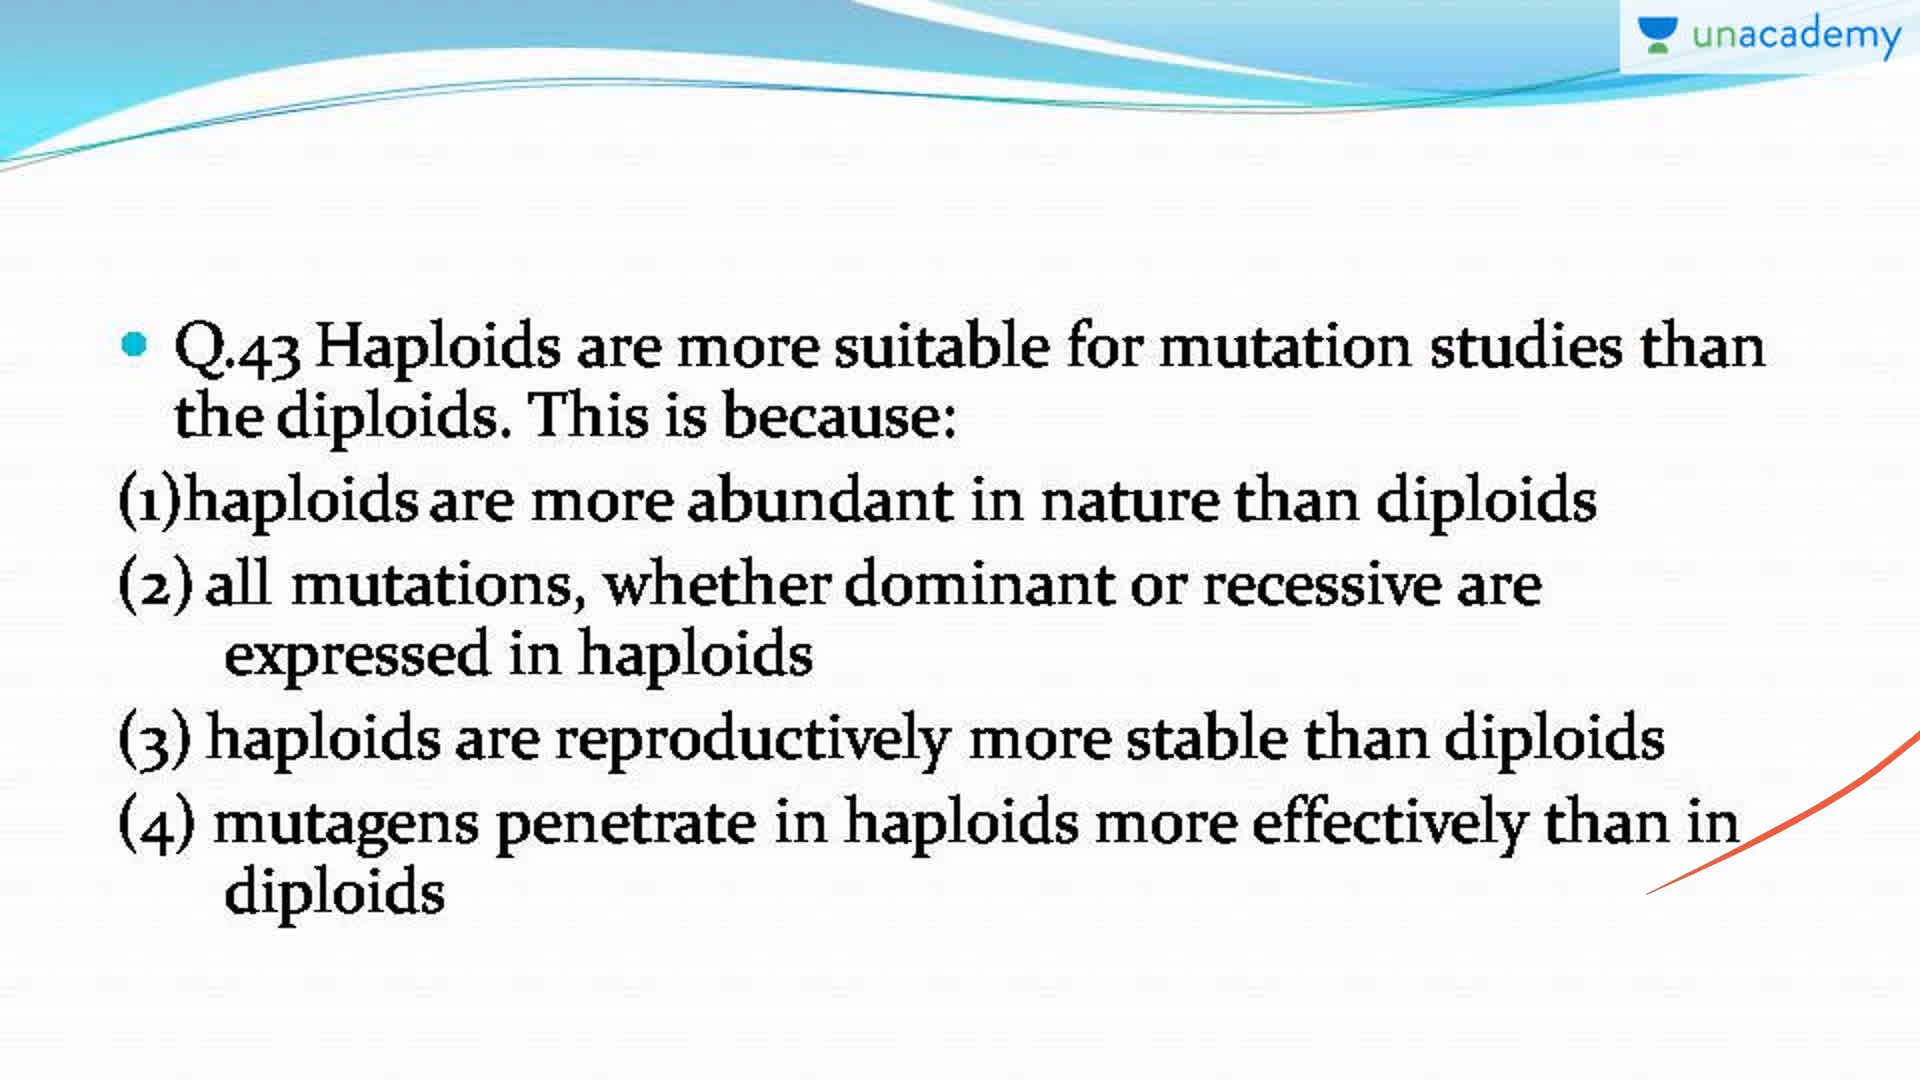 unacademy
Q.43 Haploids are more suitable for mutation studies than
the diploids. This is because:
(1)haploids are more abundant in nature than diploids
(2) all mutations, whether dominant or recessive are
expressed in haploids
(3) haploids are reproductively more stable than diploids
(4) mutagens penetrate in haploids more effectively than in
diploids